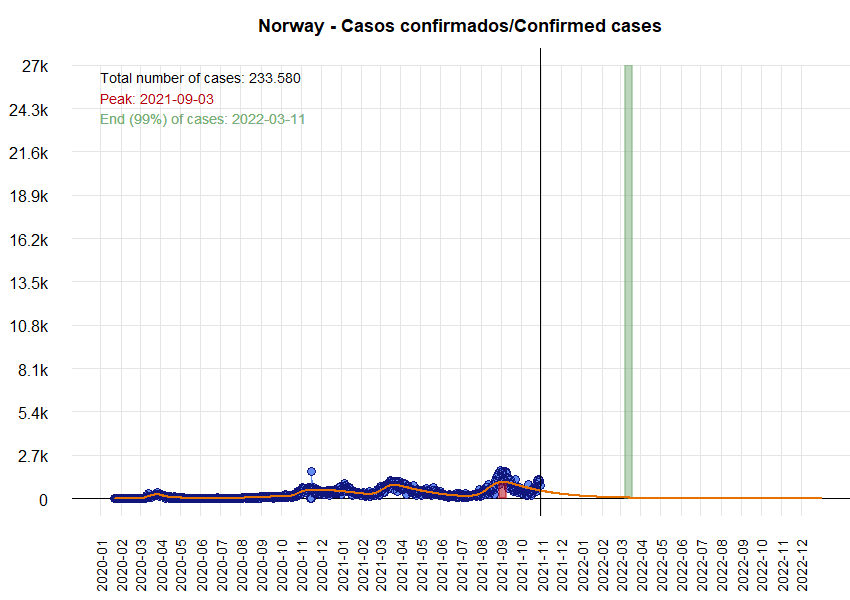 Norway - Casos confirmados/Confirmed cases
Total number of cases: 233.580
Peak: 2021-09-03
End (99%) of cases: 2022-03-11
27k
24.3k
21.6k
18.9k
16.2k
13.5k
10.8k
8.1k
5.4k
2.7k
0
2020-01
2020-02
2020-03
2020-04
2020-05
2020-06
2020-07
2020-08
2020-09
2020-10
2020-11
2020-12
2021-01
2021-02
2021-03
2021-04
2021-05
2021-06
2021-07
2021-08
2021-09
2021-10
2021-11
2021-12
2022-01
2022-02
2022-03
2022-04
2022-05
2022-06
2022-07
2022-08
2022-09
2022-10
2022-11
2022-12